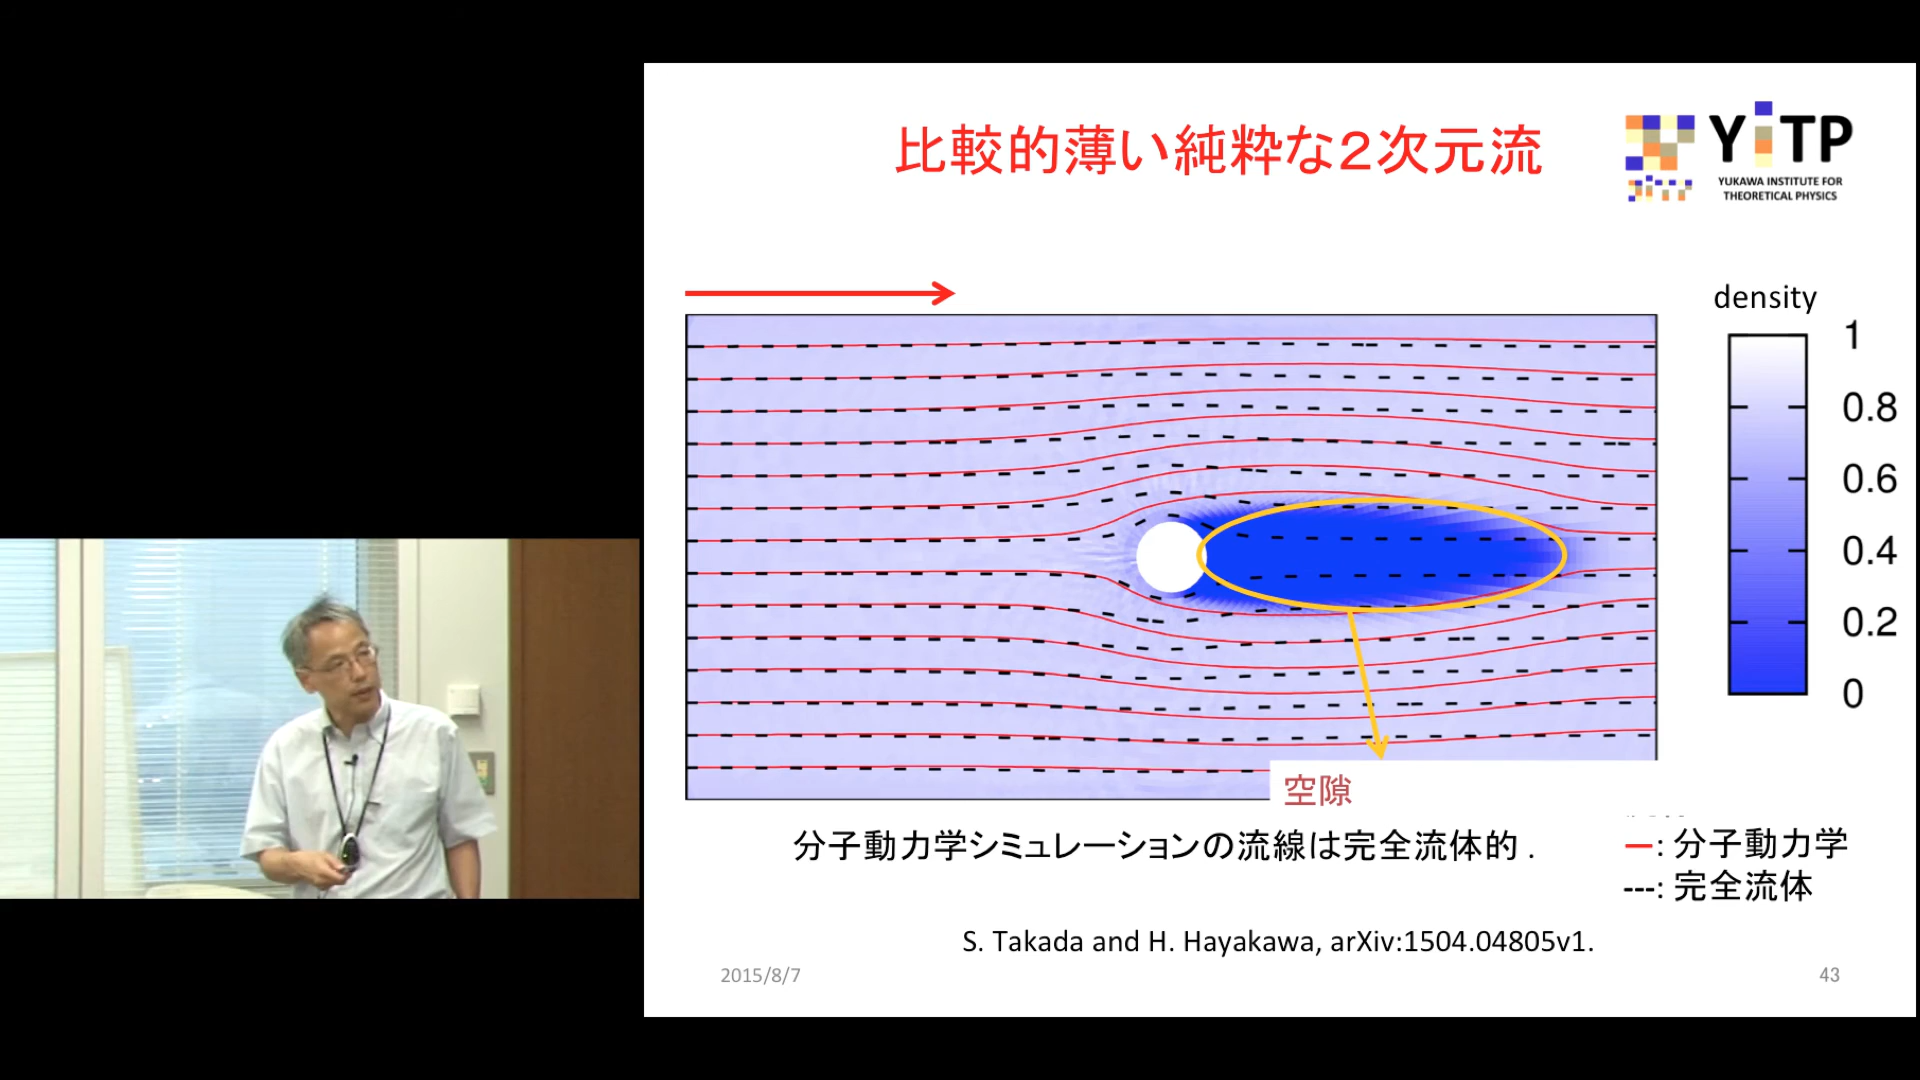 比較的薄い純粋な2次元流
YiTP
YUKAWA INSTITUTE FOR
THEORETICAL PHYSICS
density
1
0.8
0.6
0.4
0.2
0
空隙
分子動力学シミュレーションの流線は完全流体的.
—: 分子動力学
---: 完全流体
S. Takada and H. Hayakawa, arXiv:1504.04805v1.
2015/8/7
43